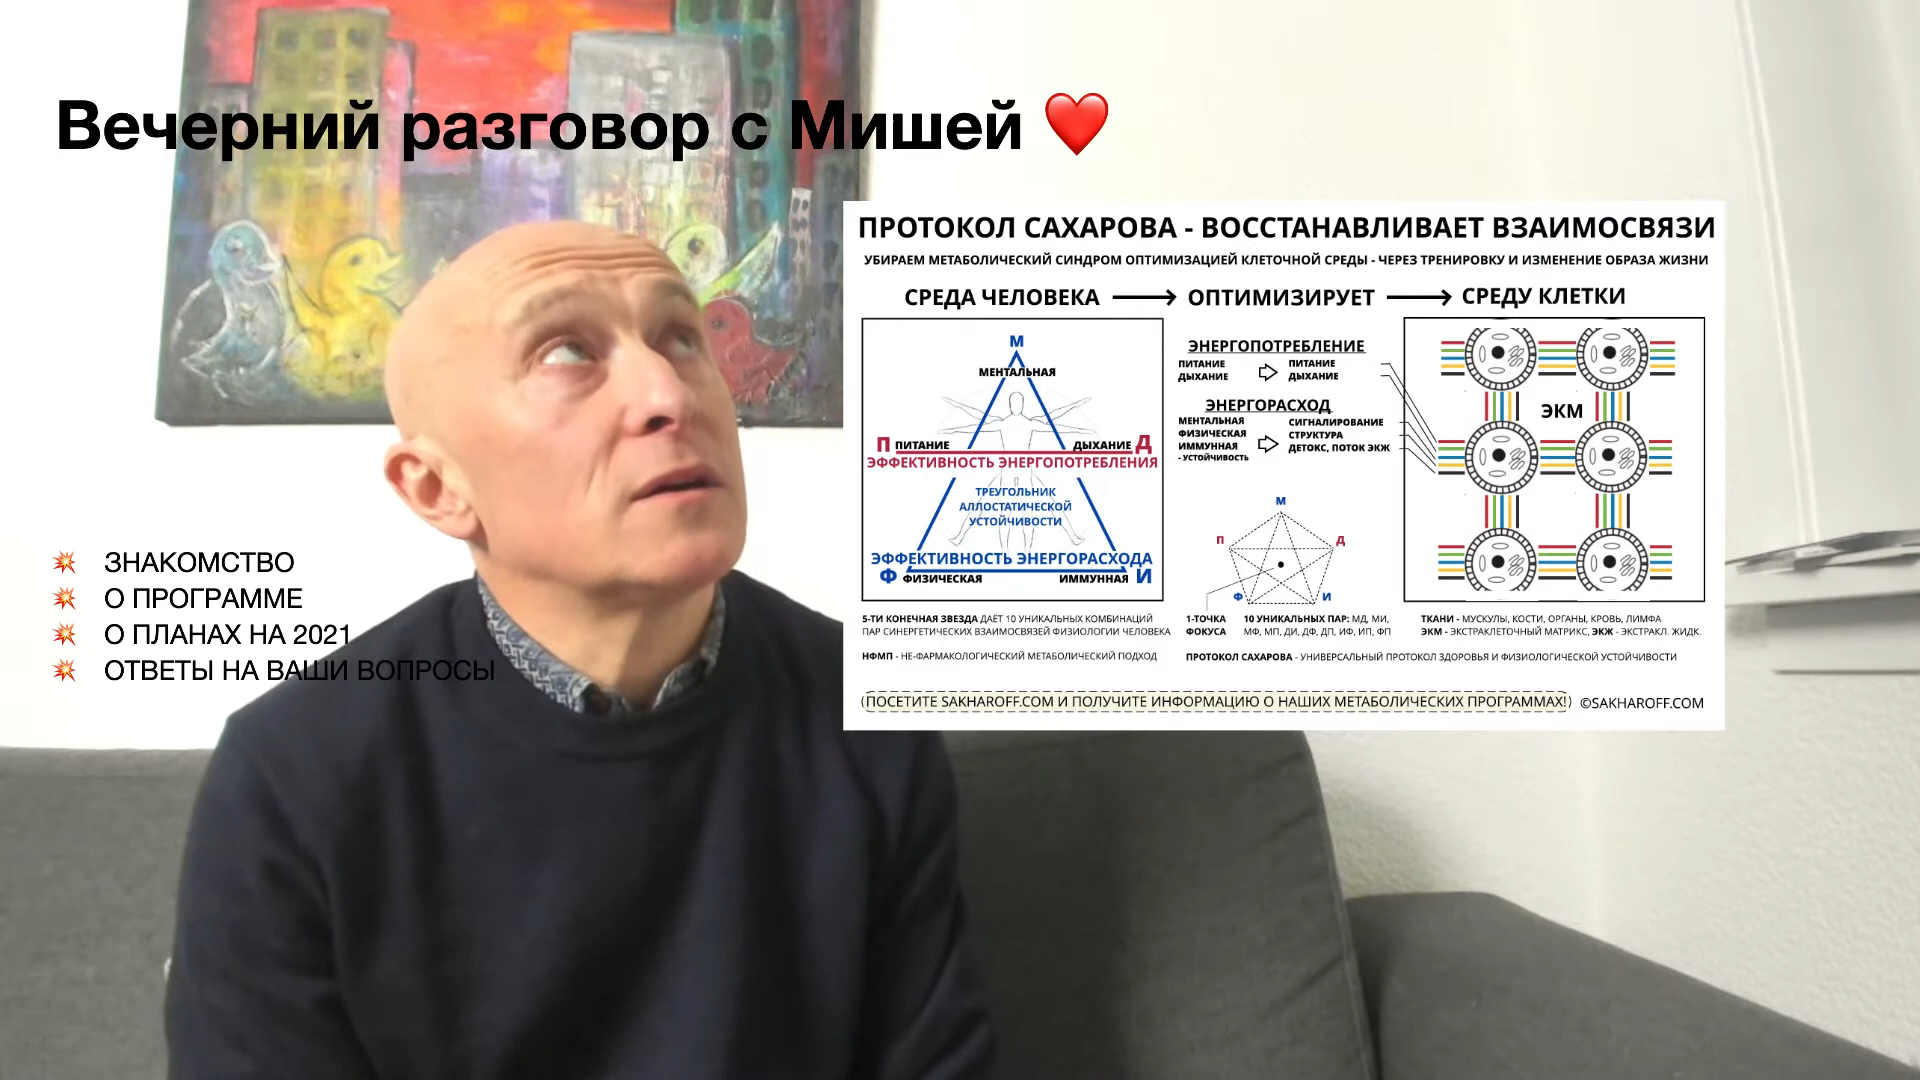 Вечерний разговор с Мишей ❤️
💥 ЗНАКОМСТВО
💥 О ПРОГРАММЕ
💥 О ПЛАНАХ НА 2021
💥 ОТВЕТЫ НА ВАШИ ВОПРОСЫ
ПРОТОКОЛ САХАРОВА - ВОССТАНАВЛИВАЕТ ВЗАИМОСВЯЗИ
УБИРАЕМ МЕТАБОЛИЧЕСКИЙ СИНДРОМ ОПТИМИЗАЦИЕЙ КЛЕТОЧНОЙ СРЕДЫ - ЧЕРЕЗ ТРЕНИРОВКУ И ИЗМЕНЕНИЕ ОБРАЗА ЖИЗНИ
СРЕДА ЧЕЛОВЕКА → ОПТИМИЗИРУЕТ → СРЕДУ КЛЕТКИ
М
МЕНТАЛЬНАЯ
П ПИТАНИЕ
ДЫХАНИЕ Д
ЭФФЕКТИВНОСТЬ ЭНЕРГОПОТРЕБЛЕНИЯ
ТРЕУГОЛЬНИК
АЛЛОСТАТИЧЕСКОЙ
УСТОЙЧИВОСТИ
ЭФФЕКТИВНОСТЬ ЭНЕРГОРАСХОДА
Ф ФИЗИЧЕСКАЯ
ИММУННАЯ И
ЭНЕРГОПОТРЕБЛЕНИЕ
ПИТАНИЕ
ДЫХАНИЕ
ПИТАНИЕ
ДЫХАНИЕ
ЭНЕРГОРАСХОД
МЕНТАЛЬНАЯ
ФИЗИЧЕСКАЯ
ИММУННАЯ
- УСТОЙЧИВОСТЬ
СИГНАЛИРОВАНИЕ
СТРУКТУРА
ДЕТОКС, ПОТОК ЭКЖ
М
П
Д
Ф
И
ЭКМ
5-ТИ КОНЕЧНАЯ ЗВЕЗДА ДАЁТ 10 УНИКАЛЬНЫХ КОМБИНАЦИЙ
ПАР СИНЕРГЕТИЧЕСКИХ ВЗАИМОСВЯЗЕЙ ФИЗИОЛОГИИ ЧЕЛОВЕКА
1-ТОЧКА
ФОКУСА
10 УНИКАЛЬНЫХ ПАР: МД, МИ,
МФ, МП, ДИ, ДФ, ДП, ИФ, ИП, ФП
ТКАНИ - МУСКУЛЫ, КОСТИ, ОРГАНЫ, КРОВЬ, ЛИМФА
ЭКМ - ЭКСТРАКЛЕТОЧНЫЙ МАТРИКС, ЭКЖ - ЭКСТРАКЛ. ЖИДК.
НФМП - НЕ-ФАРМАКОЛОГИЧЕСКИЙ МЕТАБОЛИЧЕСКИЙ ПОДХОД
ПРОТОКОЛ САХАРОВА - УНИВЕРСАЛЬНЫЙ ПРОТОКОЛ ЗДОРОВЬЯ И ФИЗИОЛОГИЧЕСКОЙ УСТОЙЧИВОСТИ
ПОСЕТИТЕ SAKHAROFF.COM И ПОЛУЧИТЕ ИНФОРМАЦИЮ О НАШИХ МЕТАБОЛИЧЕСКИХ ПРОГРАММАХ!
©SAKHAROFF.COM